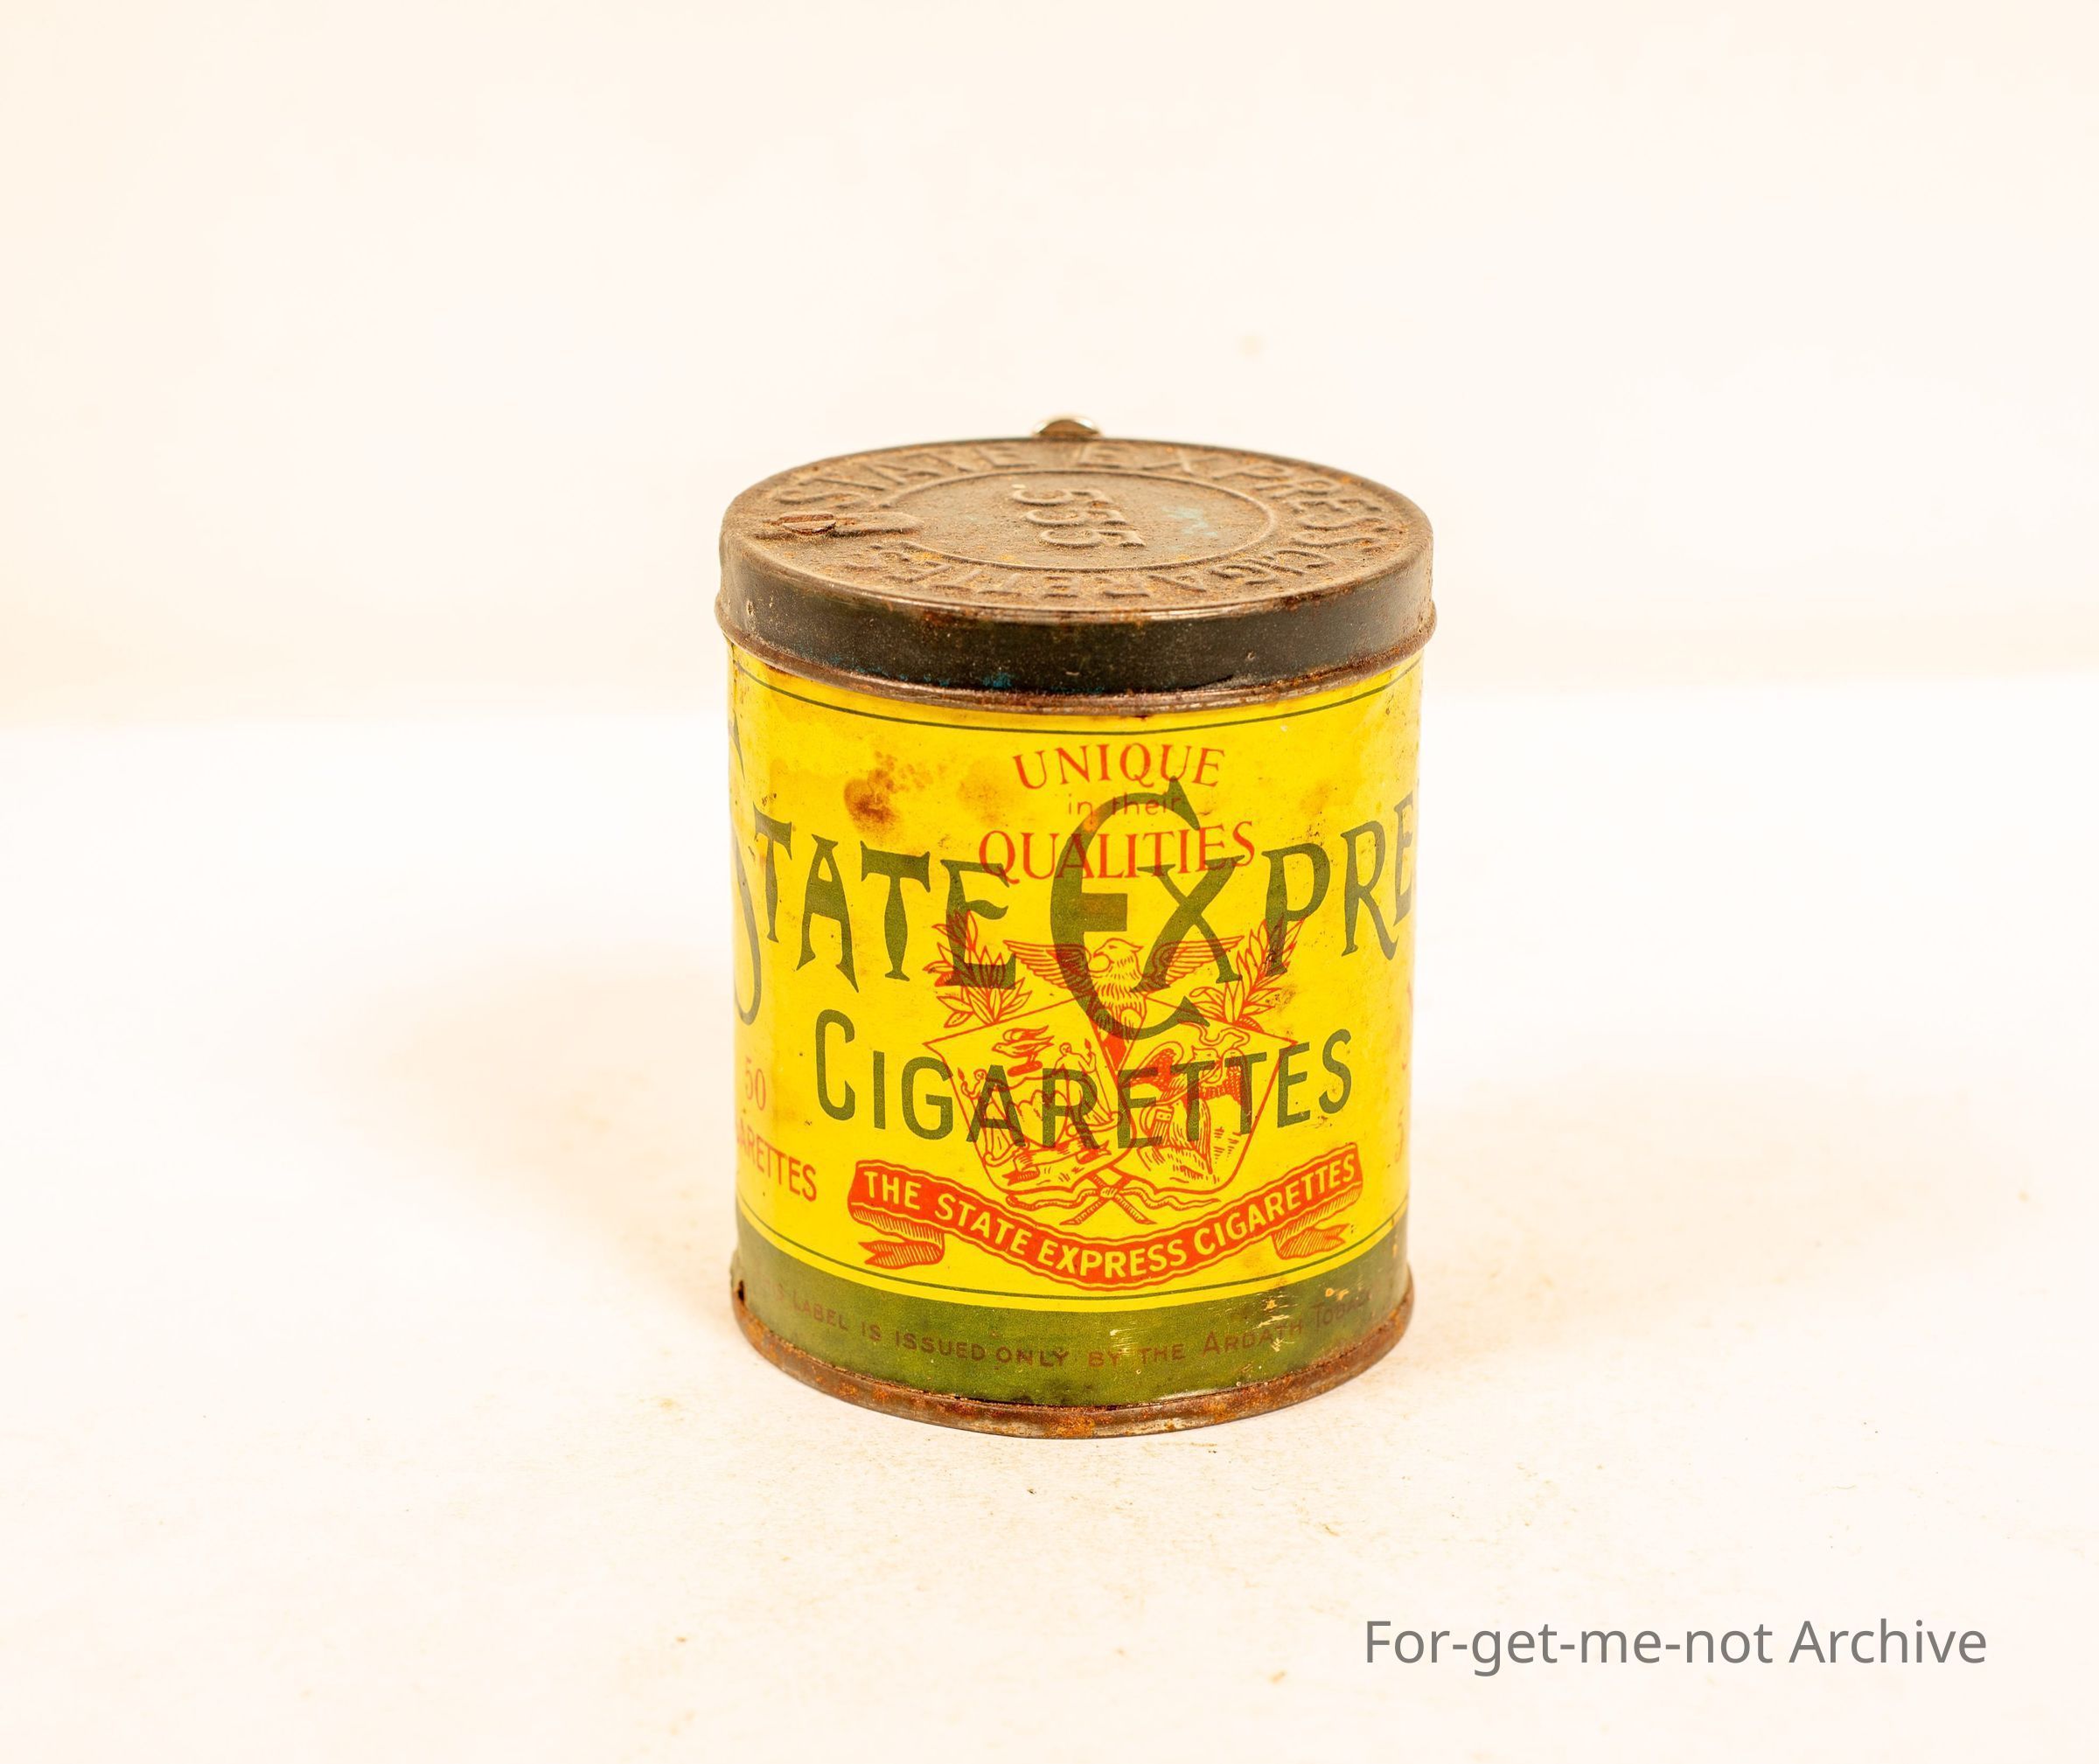 STATE EXPRESS CIGARETTES
555
UNIQUE
in their
QUALITIES
STATE EXPRE
CIGARETTES
50
ARETTES
THE STATE EXPRESS CIGARETTES
LABEL IS ISSUED ONLY BY THE ARDATH
For-get-me-not Archive